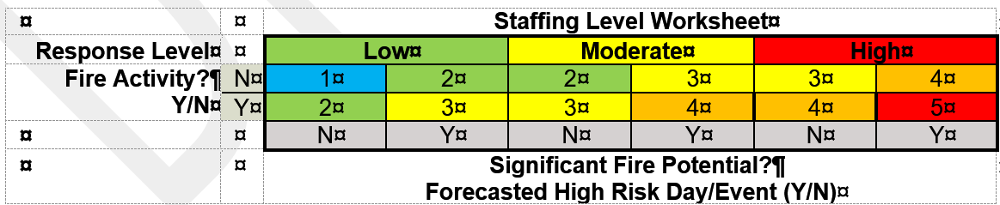 ¤ ¤ Staffing Level Worksheet¤
Response Level¤ ¤ Low¤ Moderate¤ High¤
Fire Activity?¶ N¤ 1¤ 2¤ 2¤ 3¤ 3¤ 4¤
Y/N¤ Y¤ 2¤ 3¤ 3¤ 4¤ 4¤ 5¤
¤ ¤ N¤ Y¤ N¤ Y¤ N¤ Y¤
¤ ¤ Significant Fire Potential?¶
Forecasted High Risk Day/Event (Y/N)¤